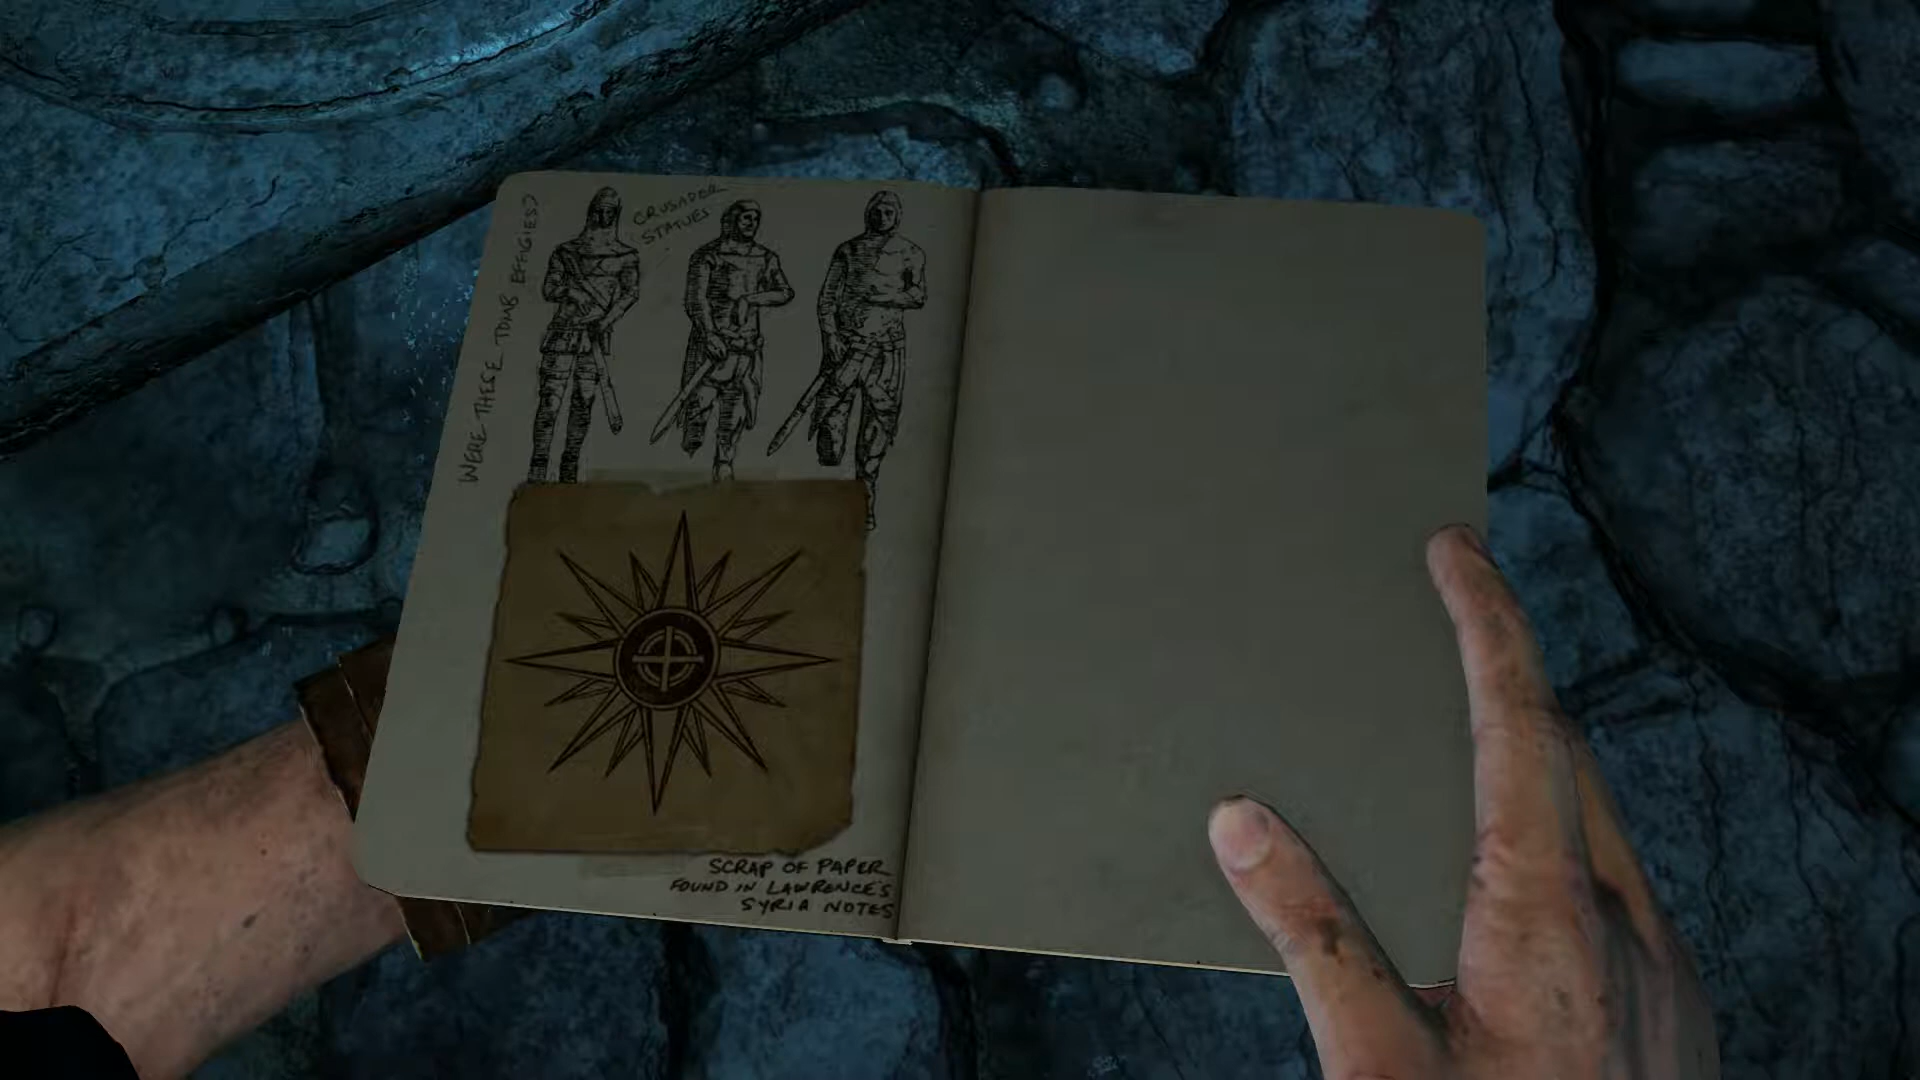 CRUSADER
STATUES
WERE THESE TOMB EFFIGIES?
SCRAP OF PAPER
FOUND IN LAWRENCE'S
SYRIA NOTES